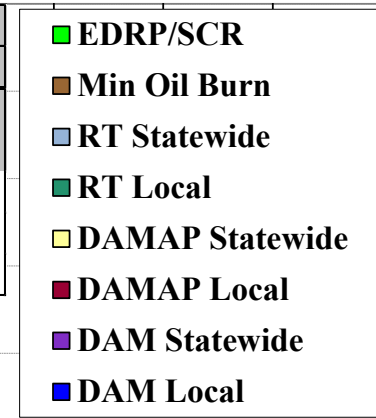 EDRP/SCR
Min Oil Burn
RT Statewide
RT Local
DAMAP Statewide
DAMAP Local
DAM Statewide
DAM Local